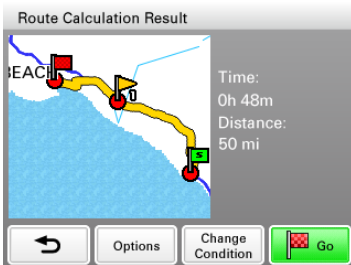 Route Calculation Result
BEACH
1
S
Time:
0h 48m
Distance:
50 mi
Options
Change
Condition
Go